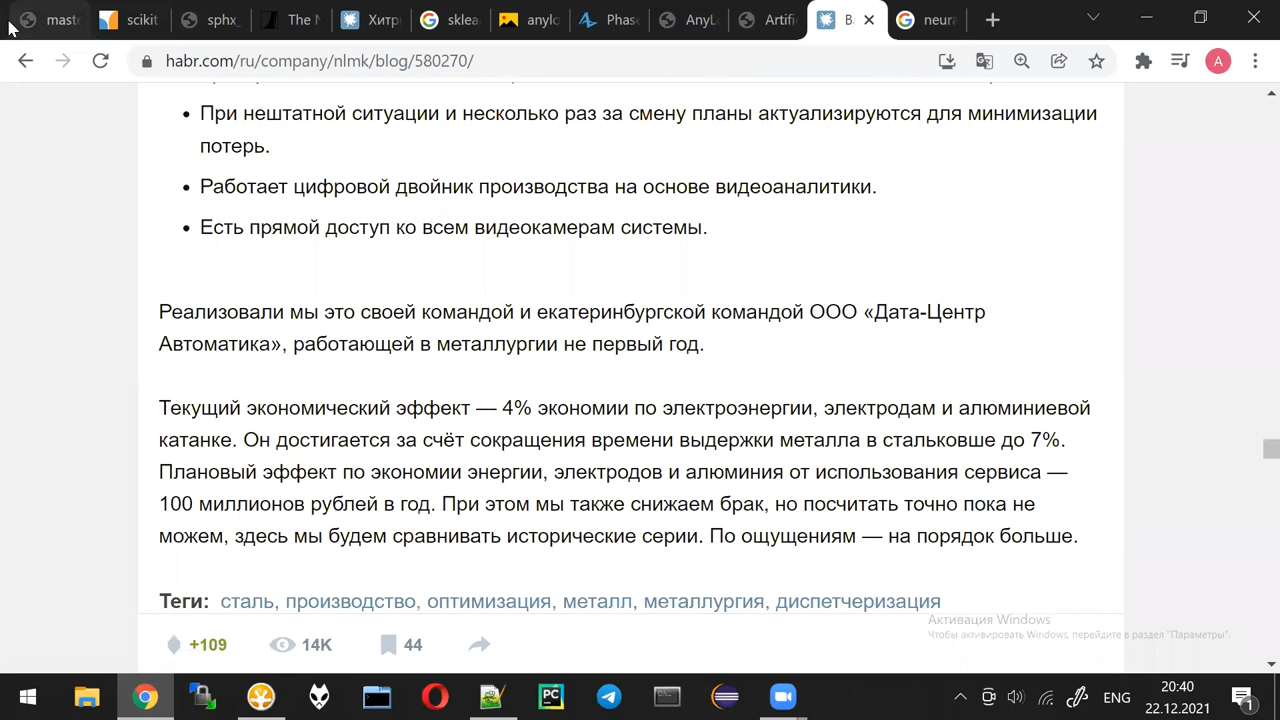 mast
scikit
sphx_
The N
Хитр
sklea
anylo
Phase
AnyLo
Artifi
neura
habr.com/ru/company/nlmk/blog/580270/
A
• При нештатной ситуации и несколько раз за смену планы актуализируются для минимизации
потерь.
• Работает цифровой двойник производства на основе видеоаналитики.
• Есть прямой доступ ко всем видеокамерам системы.
Реализовали мы это своей командой и екатеринбургской командой ООО «Дата-Центр
Автоматика», работающей в металлургии не первый год.
Текущий экономический эффект — 4% экономии по электроэнергии, электродам и алюминиевой
катанке. Он достигается за счёт сокращения времени выдержки металла в стальковше до 7%.
Плановый эффект по экономии энергии, электродов и алюминия от использования сервиса —
100 миллионов рублей в год. При этом мы также снижаем брак, но посчитать точно пока не
можем, здесь мы будем сравнивать исторические серии. По ощущениям — на порядок больше.
Теги: сталь, производство, оптимизация, металл, металлургия, диспетчеризация
Активация Windows
Чтобы активировать Windows, перейдите в раздел "Параметры".
+109 14K 44
PC
ENG
20:40
22.12.2021
1